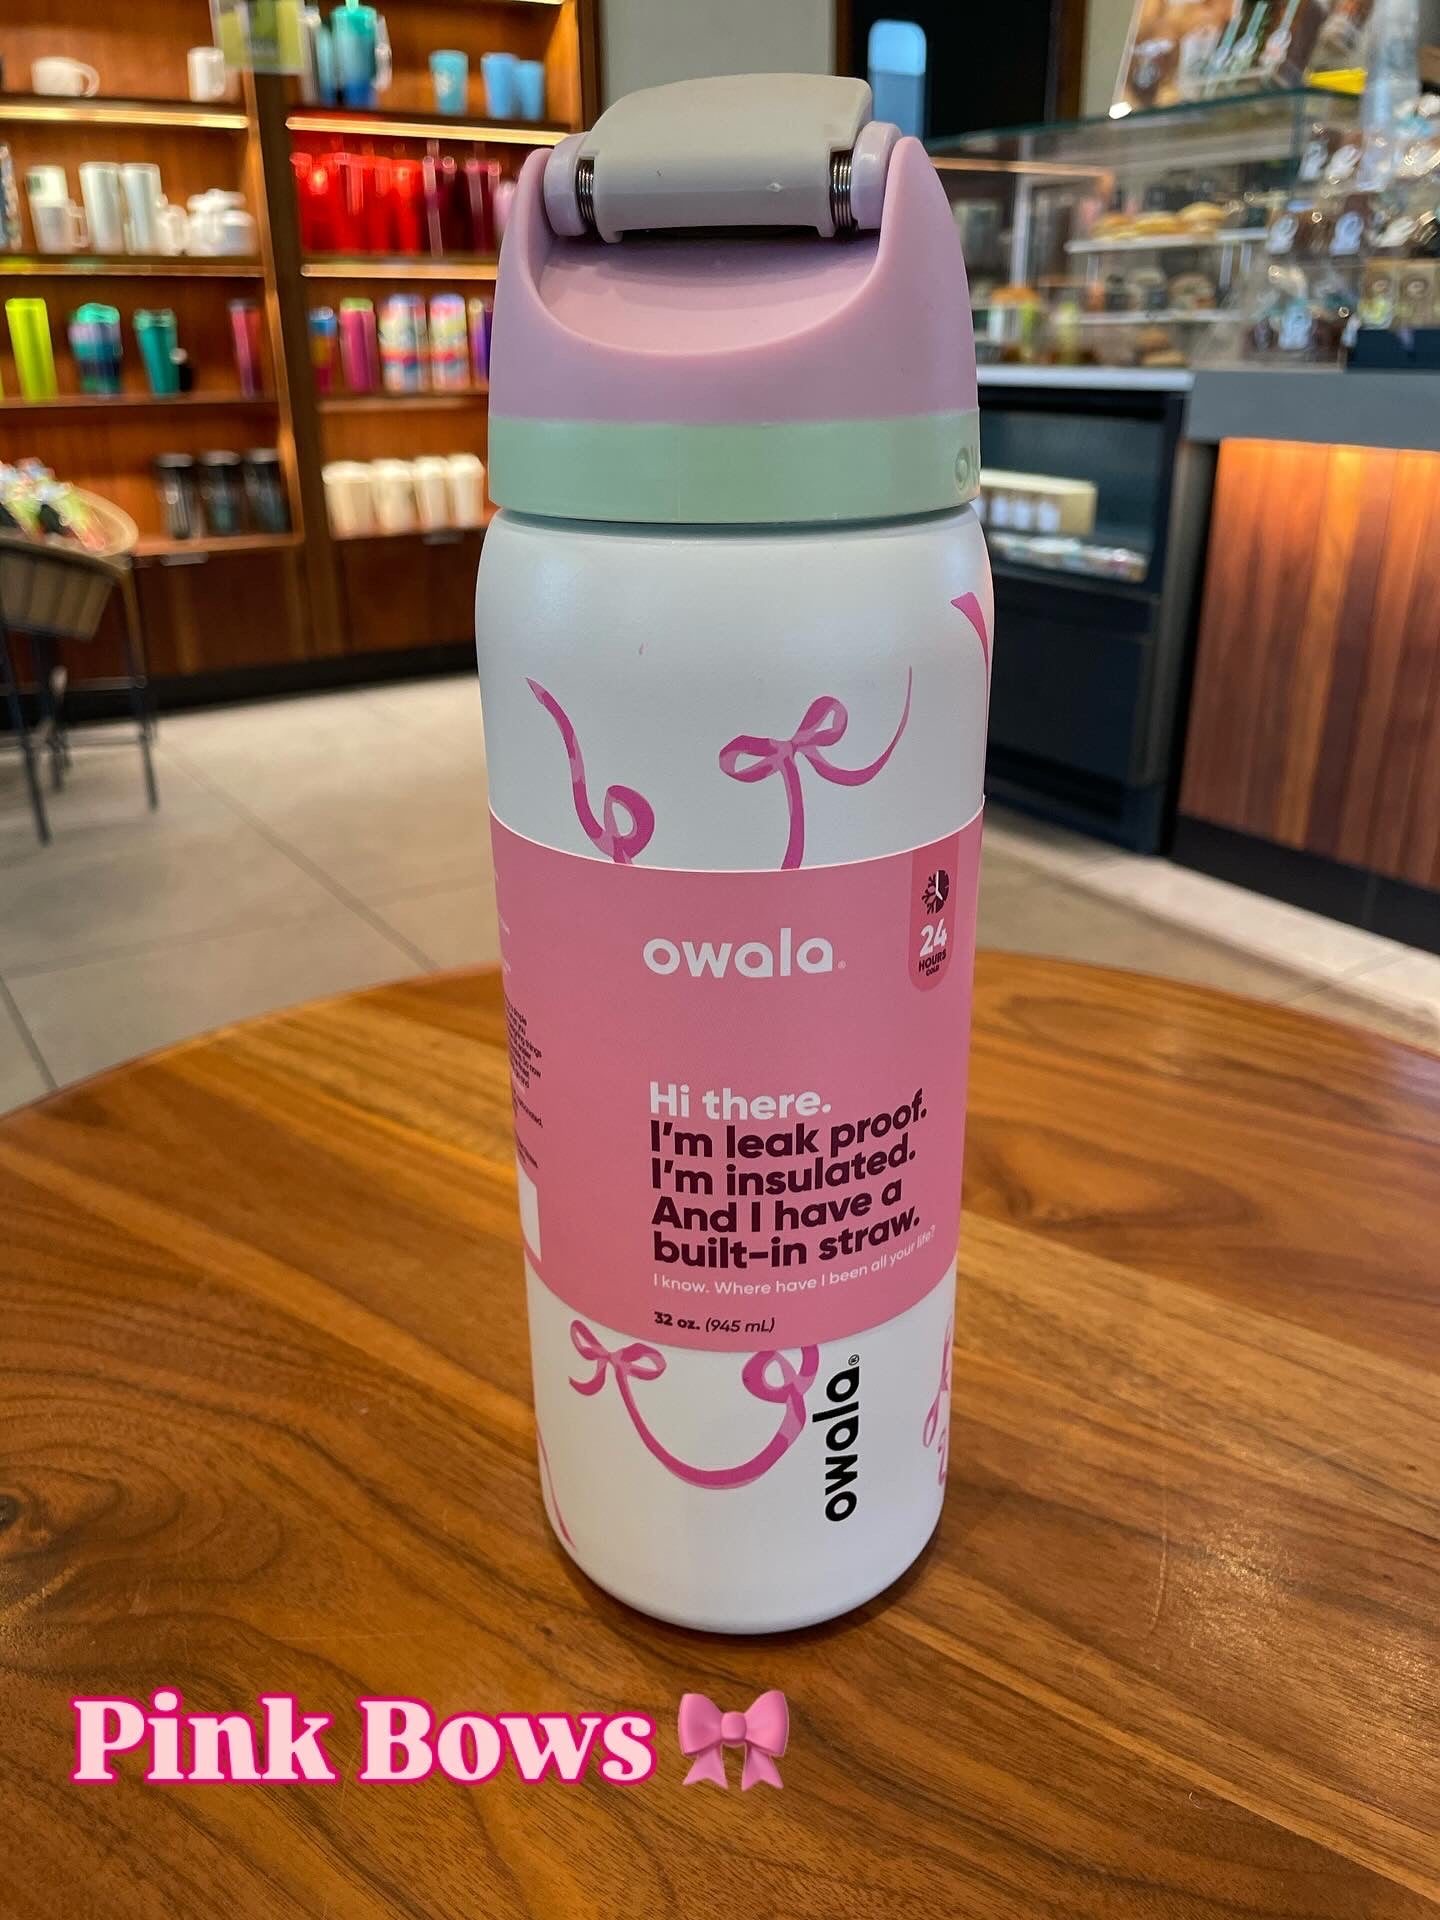 owala®
24
HOURS
COLD
Hi there.
I'm leak proof.
I'm insulated.
And I have a
built-in straw.
I know. Where have I been all your life?
32 oz. (945 mL)
owala®
Pink Bows 🎀